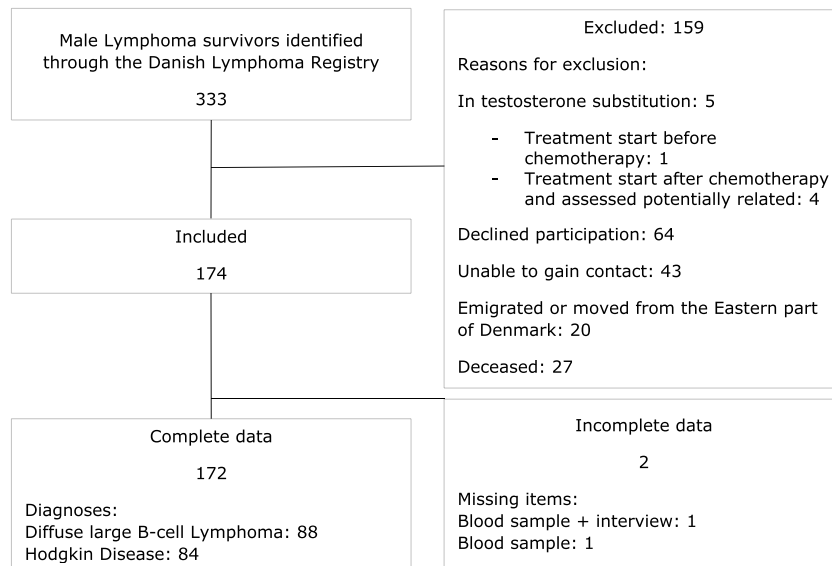 Male Lymphoma survivors identified
through the Danish Lymphoma Registry
333
Excluded: 159
Reasons for exclusion:
In testosterone substitution: 5
- Treatment start before
chemotherapy: 1
- Treatment start after chemotherapy
and assessed potentially related: 4
Declined participation: 64
Unable to gain contact: 43
Emigrated or moved from the Eastern part
of Denmark: 20
Deceased: 27
Included
174
Complete data
172
Diagnoses:
Diffuse large B-cell Lymphoma: 88
Hodgkin Disease: 84
Incomplete data
2
Missing items:
Blood sample + interview: 1
Blood sample: 1